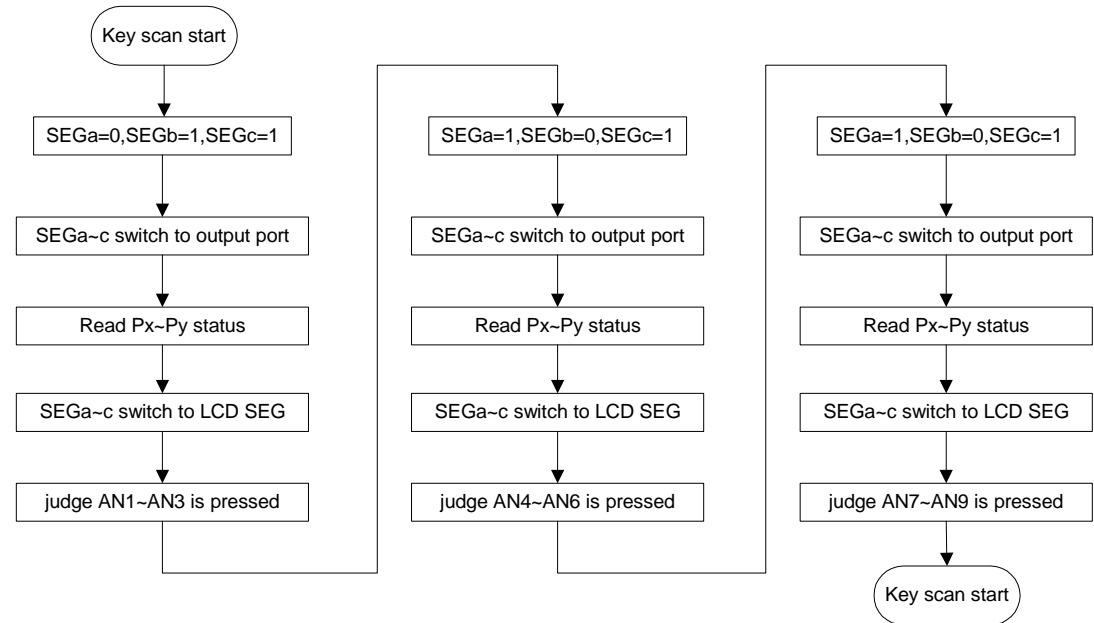 Key scan start
SEGa=0,SEGb=1,SEGc=1
SEGa~c switch to output port
Read Px~Py status
SEGa~c switch to LCD SEG
judge AN1~AN3 is pressed
SEGa=1,SEGb=0,SEGc=1
SEGa~c switch to output port
Read Px~Py status
SEGa~c switch to LCD SEG
judge AN4~AN6 is pressed
SEGa=1,SEGb=0,SEGc=1
SEGa~c switch to output port
Read Px~Py status
SEGa~c switch to LCD SEG
judge AN7~AN9 is pressed
Key scan start